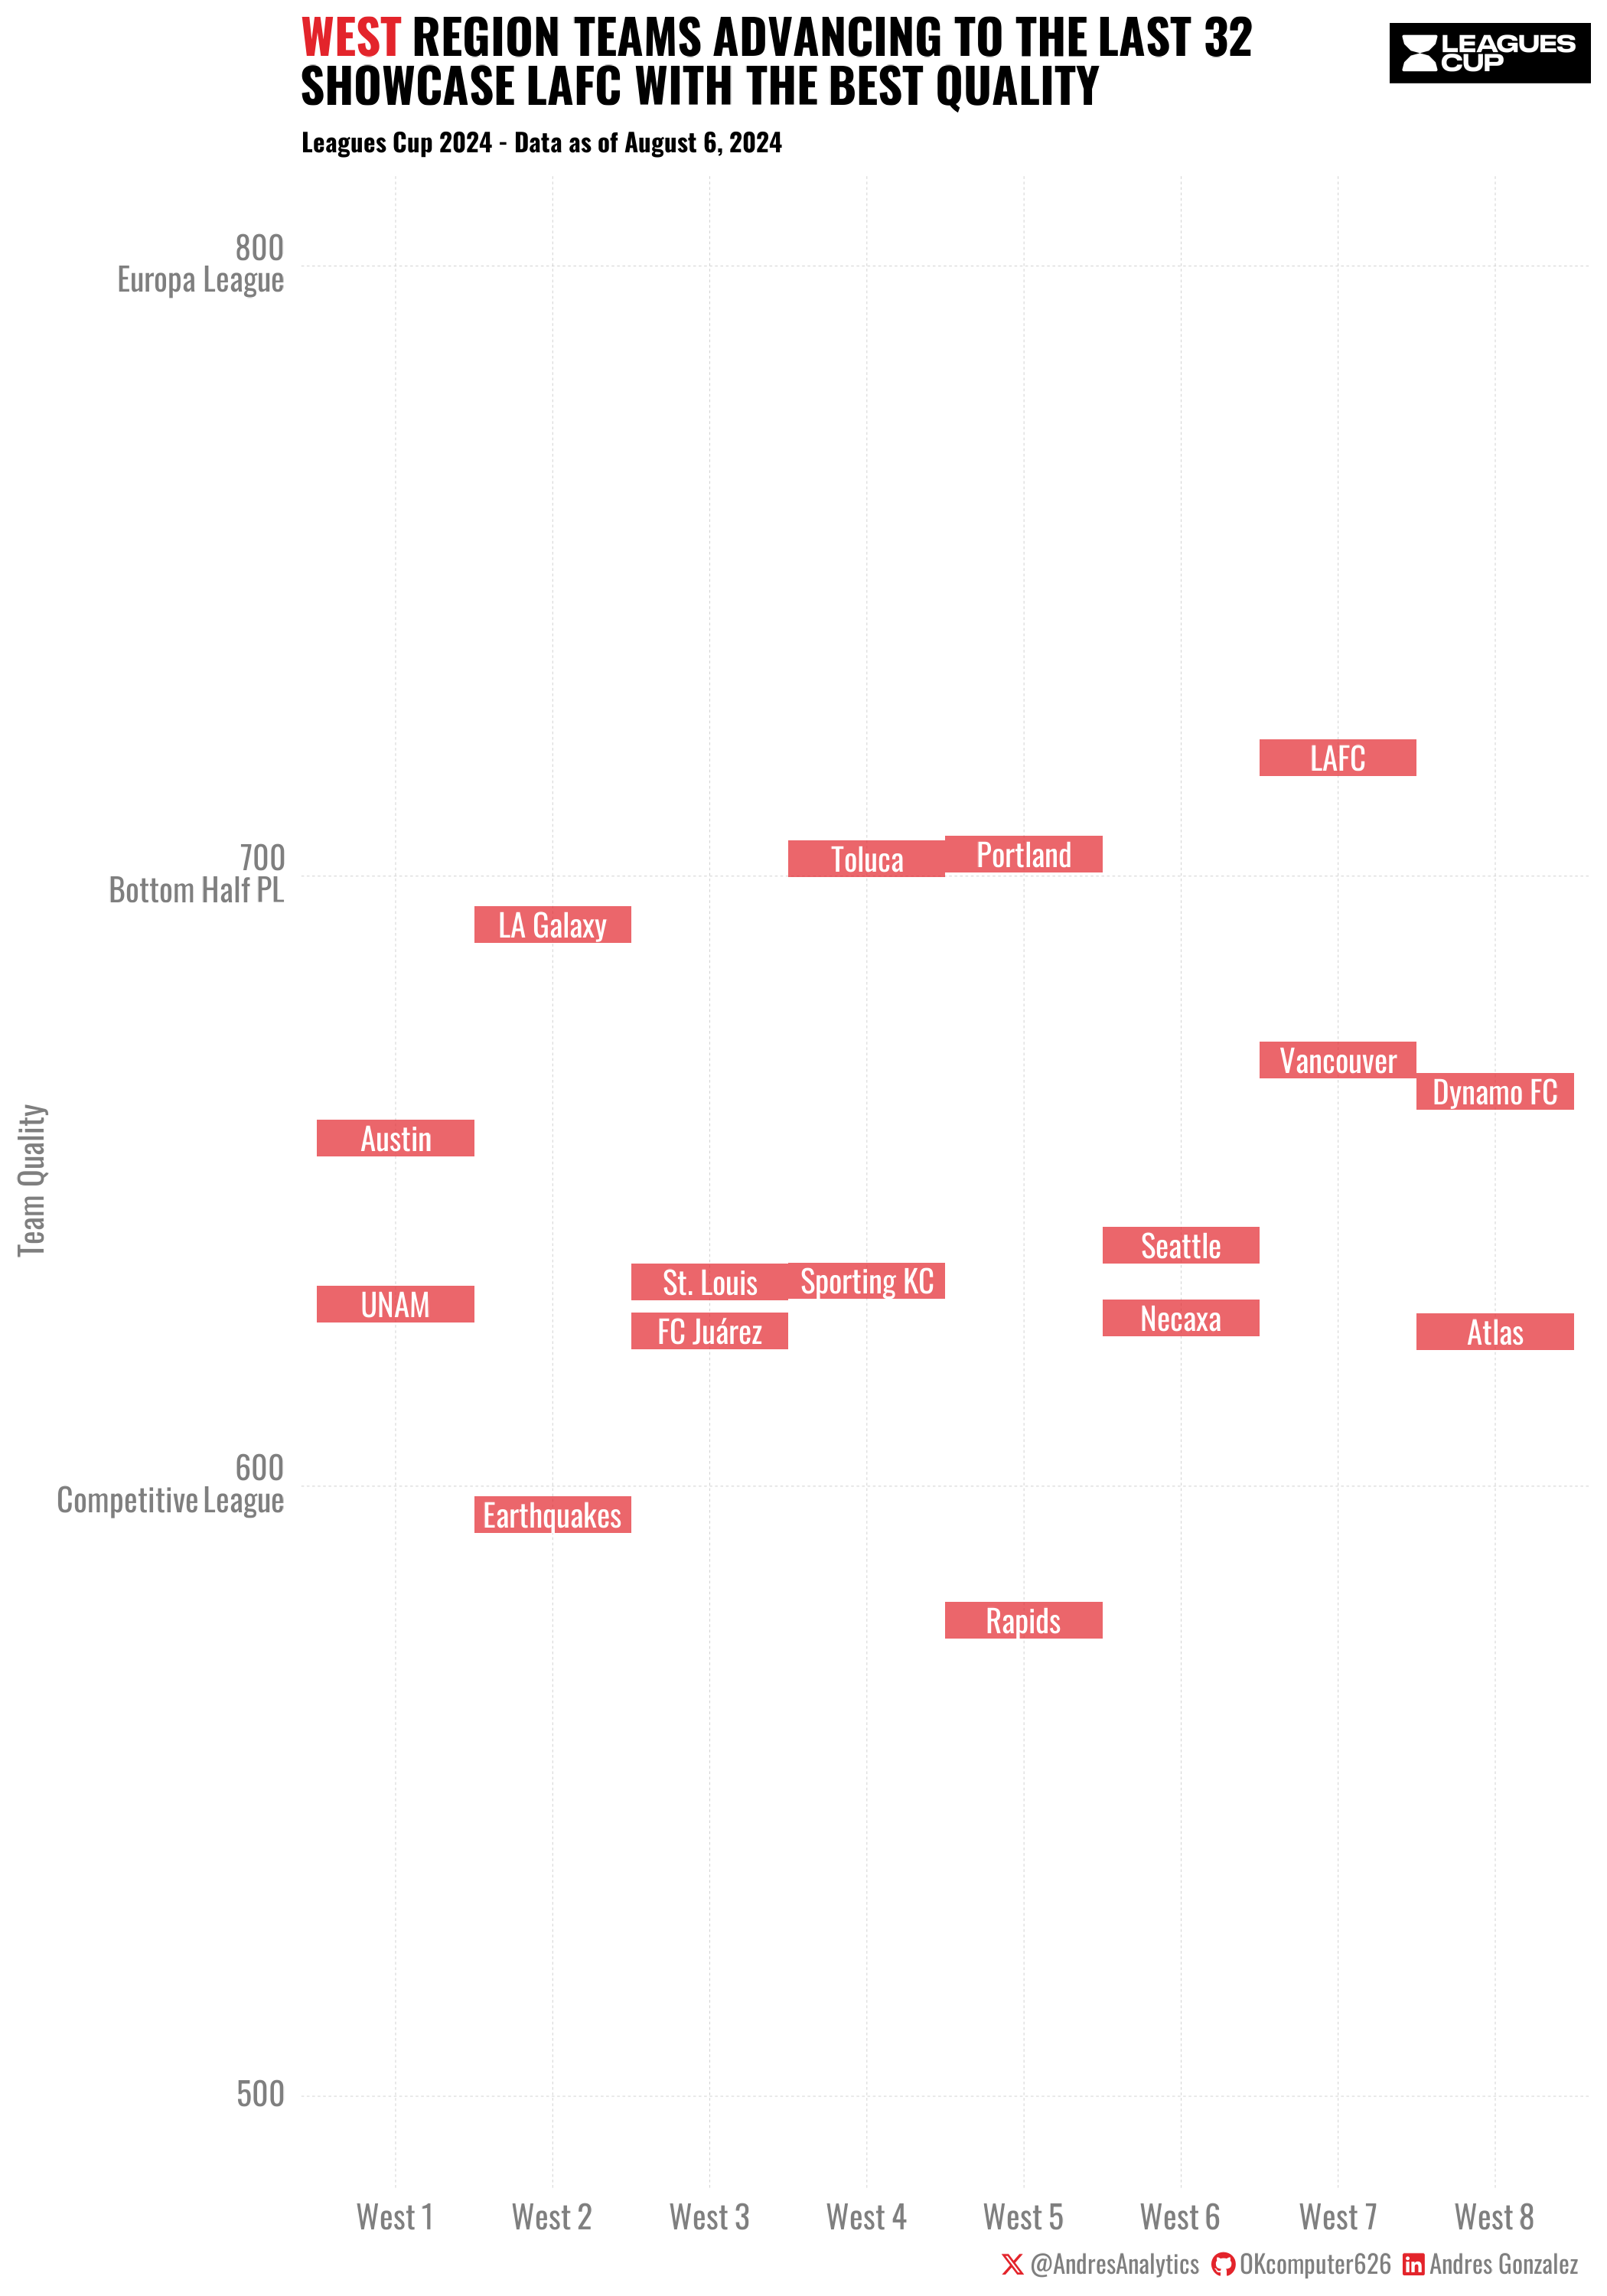 WEST REGION TEAMS ADVANCING TO THE LAST 32
SHOWCASE LAFC WITH THE BEST QUALITY
LEAGUES
CUP
Leagues Cup 2024 - Data as of August 6, 2024
800
Europa League
LAFC
700
Bottom Half PL
Toluca
Portland
LA Galaxy
Vancouver
Dynamo FC
Austin
Team Quality
Seattle
St. Louis
Sporting KC
UNAM
Necaxa
FC Juárez
Atlas
600
Competitive League
Earthquakes
Rapids
500
West 1 West 2 West 3 West 4 West 5 West 6 West 7 West 8
@AndresAnalytics OKcomputer626 Andres Gonzalez